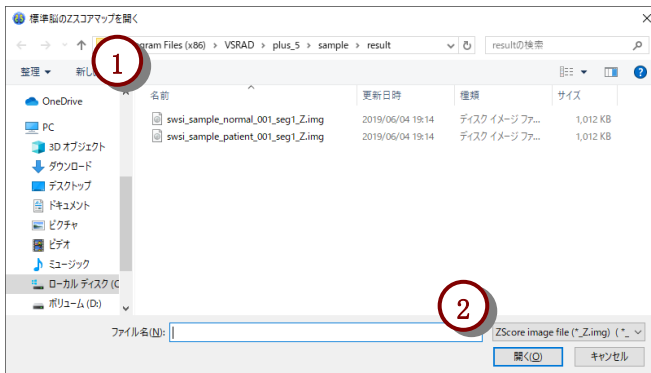 標準脳のZスコアマップを開く
gram Files (x86) > VSRAD > plus_5 > sample > result
resultの検索
整理
新し
1
名前
更新日時
種類
サイズ
OneDrive
PC
3D オブジェクト
ダウンロード
デスクトップ
ドキュメント
ピクチャ
ビデオ
ミュージック
ローカル ディスク (C
ボリューム (D:)
swsi_sample_normal_001_seg1_Z.img 2019/06/04 19:14 ディスク イメージ ファ... 1,012 KB
swsi_sample_patient_001_seg1_Z.img 2019/06/04 19:14 ディスク イメージ ファ... 1,012 KB
2
ファイル名(N):
ZScore image file (*_Z.img) (*_
開く(O)
キャンセル